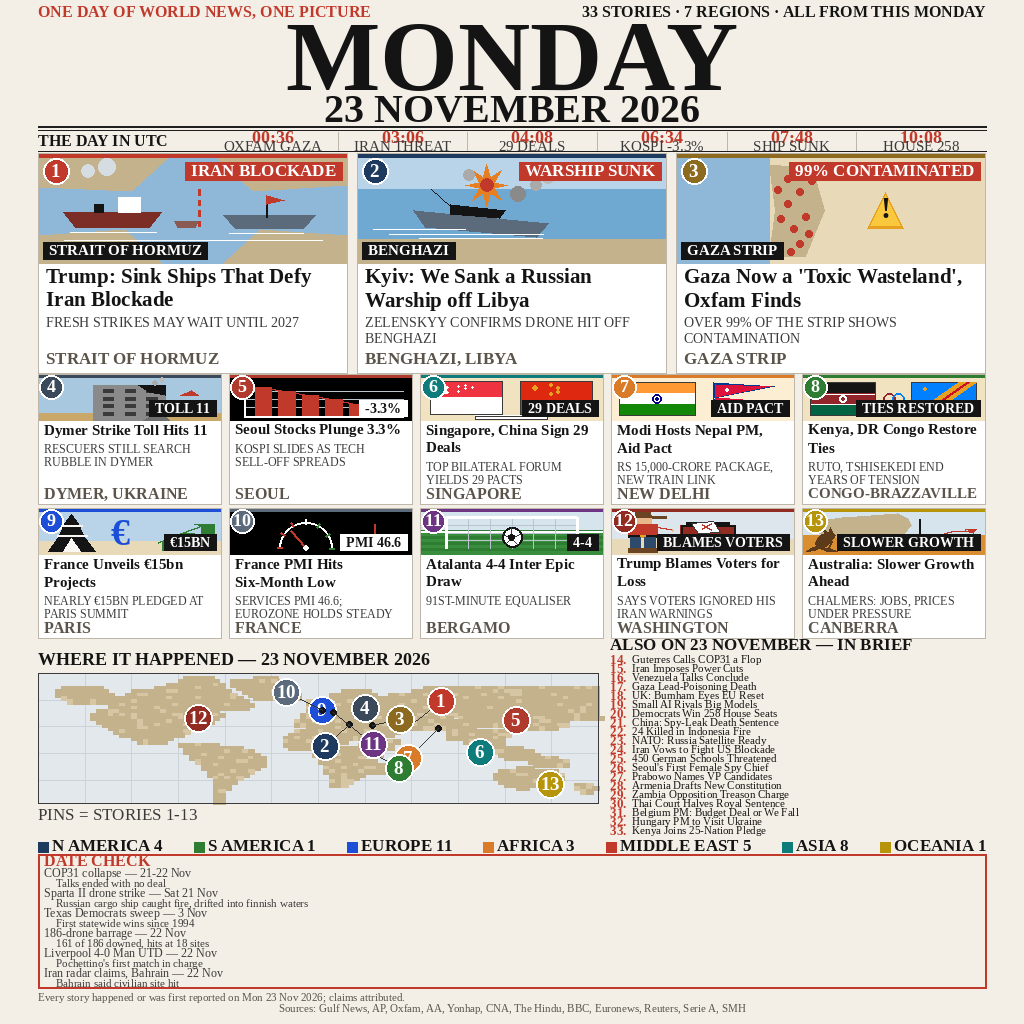 ONE DAY OF WORLD NEWS, ONE PICTURE
33 STORIES · 7 REGIONS · ALL FROM THIS MONDAY
MONDAY
23 NOVEMBER 2026
THE DAY IN UTC
00:36
OXFAM GAZA
03:06
IRAN THREAT
04:08
29 DEALS
06:34
KOSPI -3.3%
07:48
SHIP SUNK
10:08
HOUSE 258
1
IRAN BLOCKADE
STRAIT OF HORMUZ
Trump: Sink Ships That Defy
Iran Blockade
FRESH STRIKES MAY WAIT UNTIL 2027
STRAIT OF HORMUZ
2
WARSHIP SUNK
BENGHAZI
Kyiv: We Sank a Russian
Warship off Libya
ZELENSKYY CONFIRMS DRONE HIT OFF
BENGHAZI
BENGHAZI, LIBYA
3
99% CONTAMINATED
!
GAZA STRIP
Gaza Now a 'Toxic Wasteland',
Oxfam Finds
OVER 99% OF THE STRIP SHOWS
CONTAMINATION
GAZA STRIP
4
TOLL 11
Dymer Strike Toll Hits 11
RESCUERS STILL SEARCH
RUBBLE IN DYMER
DYMER, UKRAINE
5
-3.3%
Seoul Stocks Plunge 3.3%
KOSPI SLIDES AS TECH
SELL-OFF SPREADS
SEOUL
6
29 DEALS
Singapore, China Sign 29
Deals
TOP BILATERAL FORUM
YIELDS 29 PACTS
SINGAPORE
7
AID PACT
Modi Hosts Nepal PM,
Aid Pact
RS 15,000-CRORE PACKAGE,
NEW TRAIN LINK
NEW DELHI
8
TIES RESTORED
Kenya, DR Congo Restore
Ties
RUTO, TSHISEKEDI END
YEARS OF TENSION
CONGO-BRAZZAVILLE
9
€
€15BN
France Unveils €15bn
Projects
NEARLY €15BN PLEDGED AT
PARIS SUMMIT
PARIS
10
PMI 46.6
France PMI Hits
Six-Month Low
SERVICES PMI 46.6;
EUROZONE HOLDS STEADY
FRANCE
11
4-4
Atalanta 4-4 Inter Epic
Draw
91ST-MINUTE EQUALISER
BERGAMO
12
BLAMES VOTERS
Trump Blames Voters for
Loss
SAYS VOTERS IGNORED HIS
IRAN WARNINGS
WASHINGTON
13
SLOWER GROWTH
Australia: Slower Growth
Ahead
CHALMERS: JOBS, PRICES
UNDER PRESSURE
CANBERRA
WHERE IT HAPPENED — 23 NOVEMBER 2026
10
12
9
4
3
1
5
2
11
7
8
6
13
PINS = STORIES 1-13
ALSO ON 23 NOVEMBER — IN BRIEF
14. Guterres Calls COP31 a Flop
15. Iran Imposes Power Cuts
16. Venezuela Talks Conclude
17. Gaza Lead-Poisoning Death
18. UK: Burnham Eyes EU Reset
19. Small AI Rivals Big Models
20. Democrats Win 258 House Seats
21. China: Spy-Leak Death Sentence
22. 24 Killed in Indonesia Fire
23. NATO: Russia Satellite Ready
24. Iran Vows to Fight US Blockade
25. 450 German Schools Threatened
26. Seoul's First Female Spy Chief
27. Prabowo Names VP Candidates
28. Armenia Drafts New Constitution
29. Zambia Opposition Treason Charge
30. Thai Court Halves Royal Sentence
31. Belgium PM: Budget Deal or We Fall
32. Hungary PM to Visit Ukraine
33. Kenya Joins 25-Nation Pledge
N AMERICA 4
S AMERICA 1
EUROPE 11
AFRICA 3
MIDDLE EAST 5
ASIA 8
OCEANIA 1
DATE CHECK
COP31 collapse — 21-22 Nov
Talks ended with no deal
Sparta II drone strike — Sat 21 Nov
Russian cargo ship caught fire, drifted into finnish waters
Texas Democrats sweep — 3 Nov
First statewide wins since 1994
186-drone barrage — 22 Nov
161 of 186 downed, hits at 18 sites
Liverpool 4-0 Man UTD — 22 Nov
Pochettino's first match in charge
Iran radar claims, Bahrain — 22 Nov
Bahrain said civilian site hit
Every story happened or was first reported on Mon 23 Nov 2026; claims attributed.
Sources: Gulf News, AP, Oxfam, AA, Yonhap, CNA, The Hindu, BBC, Euronews, Reuters, Serie A, SMH